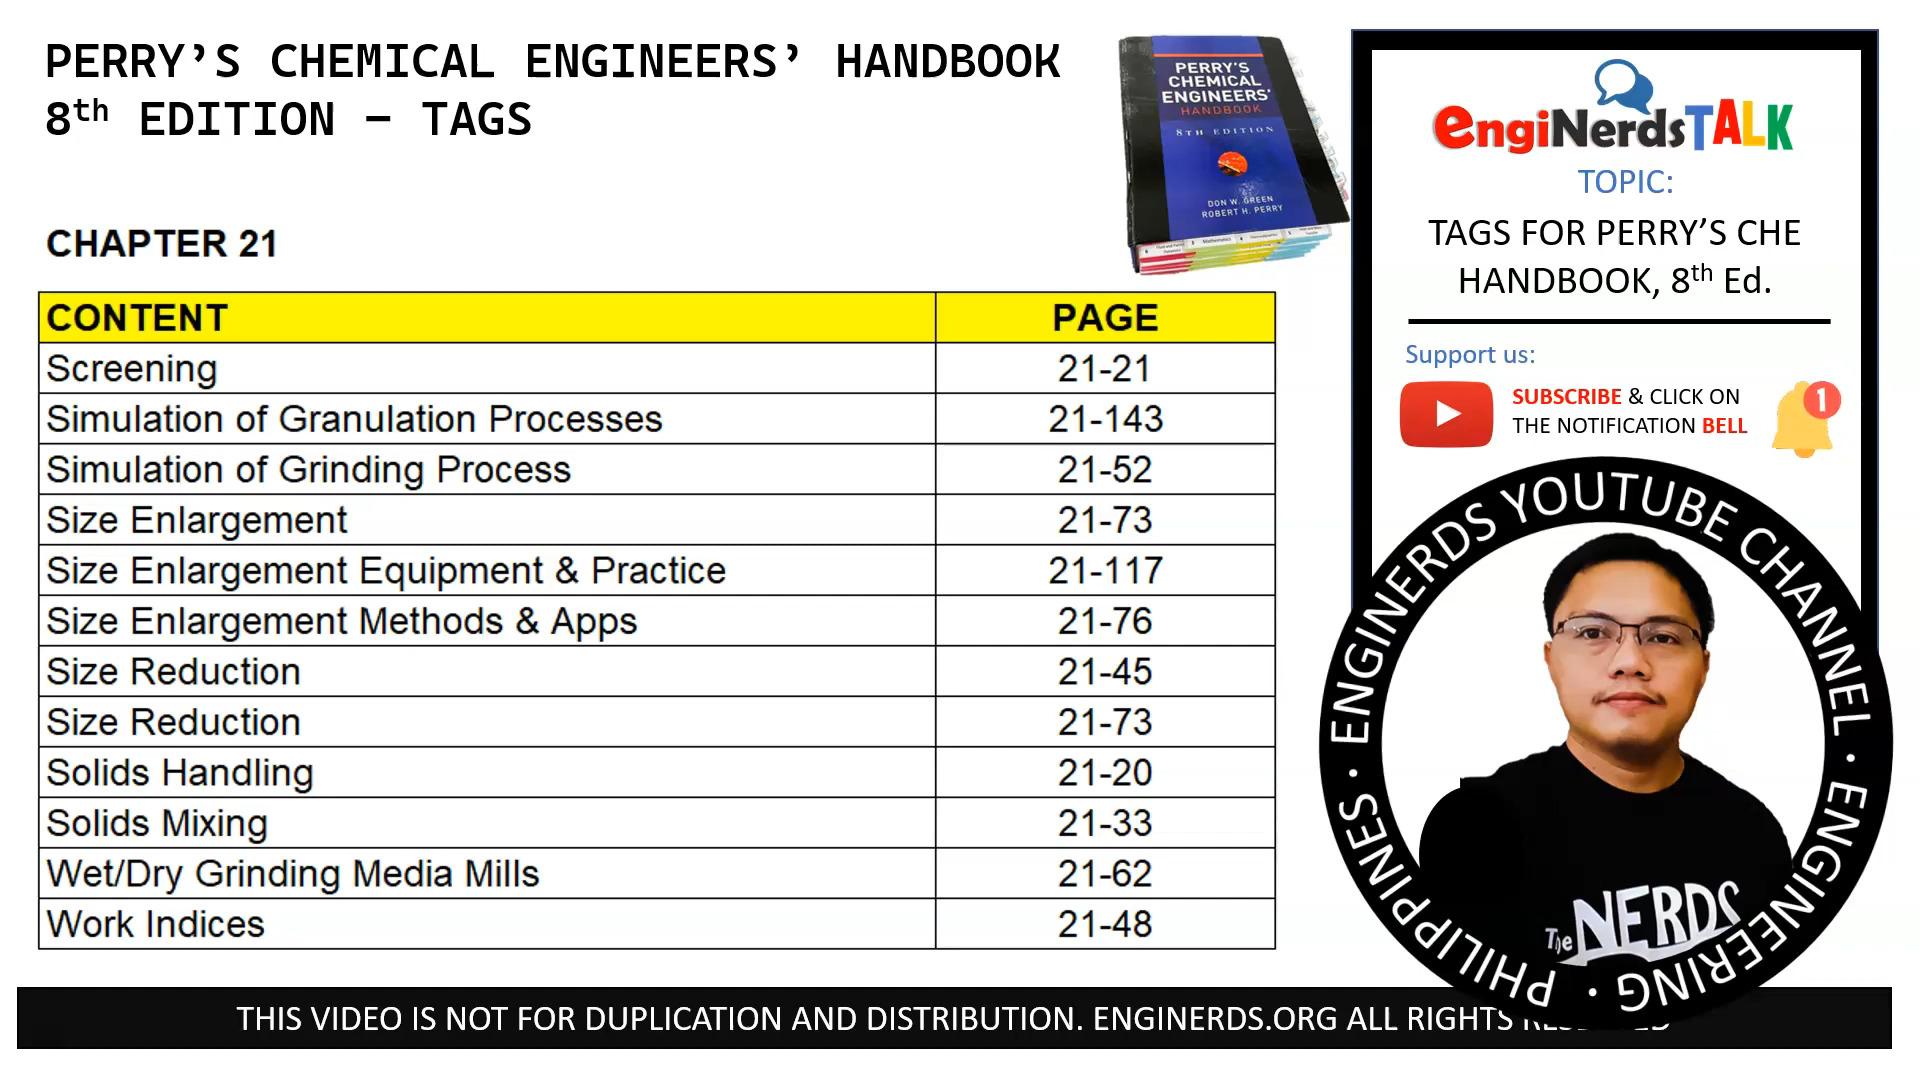 PERRY’S CHEMICAL ENGINEERS’ HANDBOOK
8th EDITION – TAGS
CHAPTER 21
CONTENT PAGE
Screening 21-21
Simulation of Granulation Processes 21-143
Simulation of Grinding Process 21-52
Size Enlargement 21-73
Size Enlargement Equipment & Practice 21-117
Size Enlargement Methods & Apps 21-76
Size Reduction 21-45
Size Reduction 21-73
Solids Handling 21-20
Solids Mixing 21-33
Wet/Dry Grinding Media Mills 21-62
Work Indices 21-48
PERRY'S
CHEMICAL
ENGINEERS'
HANDBOOK
8TH EDITION
DON W. GREEN
ROBERT H. PERRY
Mathematics
engiNerdsTALK
TOPIC:
TAGS FOR PERRY’S CHE
HANDBOOK, 8th Ed.
Support us:
SUBSCRIBE & CLICK ON
THE NOTIFICATION BELL
1
ENGINERDS YOUTUBE CHANNEL · ENGINEERING · PHILIPPINES ·
The NERDS
THIS VIDEO IS NOT FOR DUPLICATION AND DISTRIBUTION. ENGINERDS.ORG ALL RIGHTS